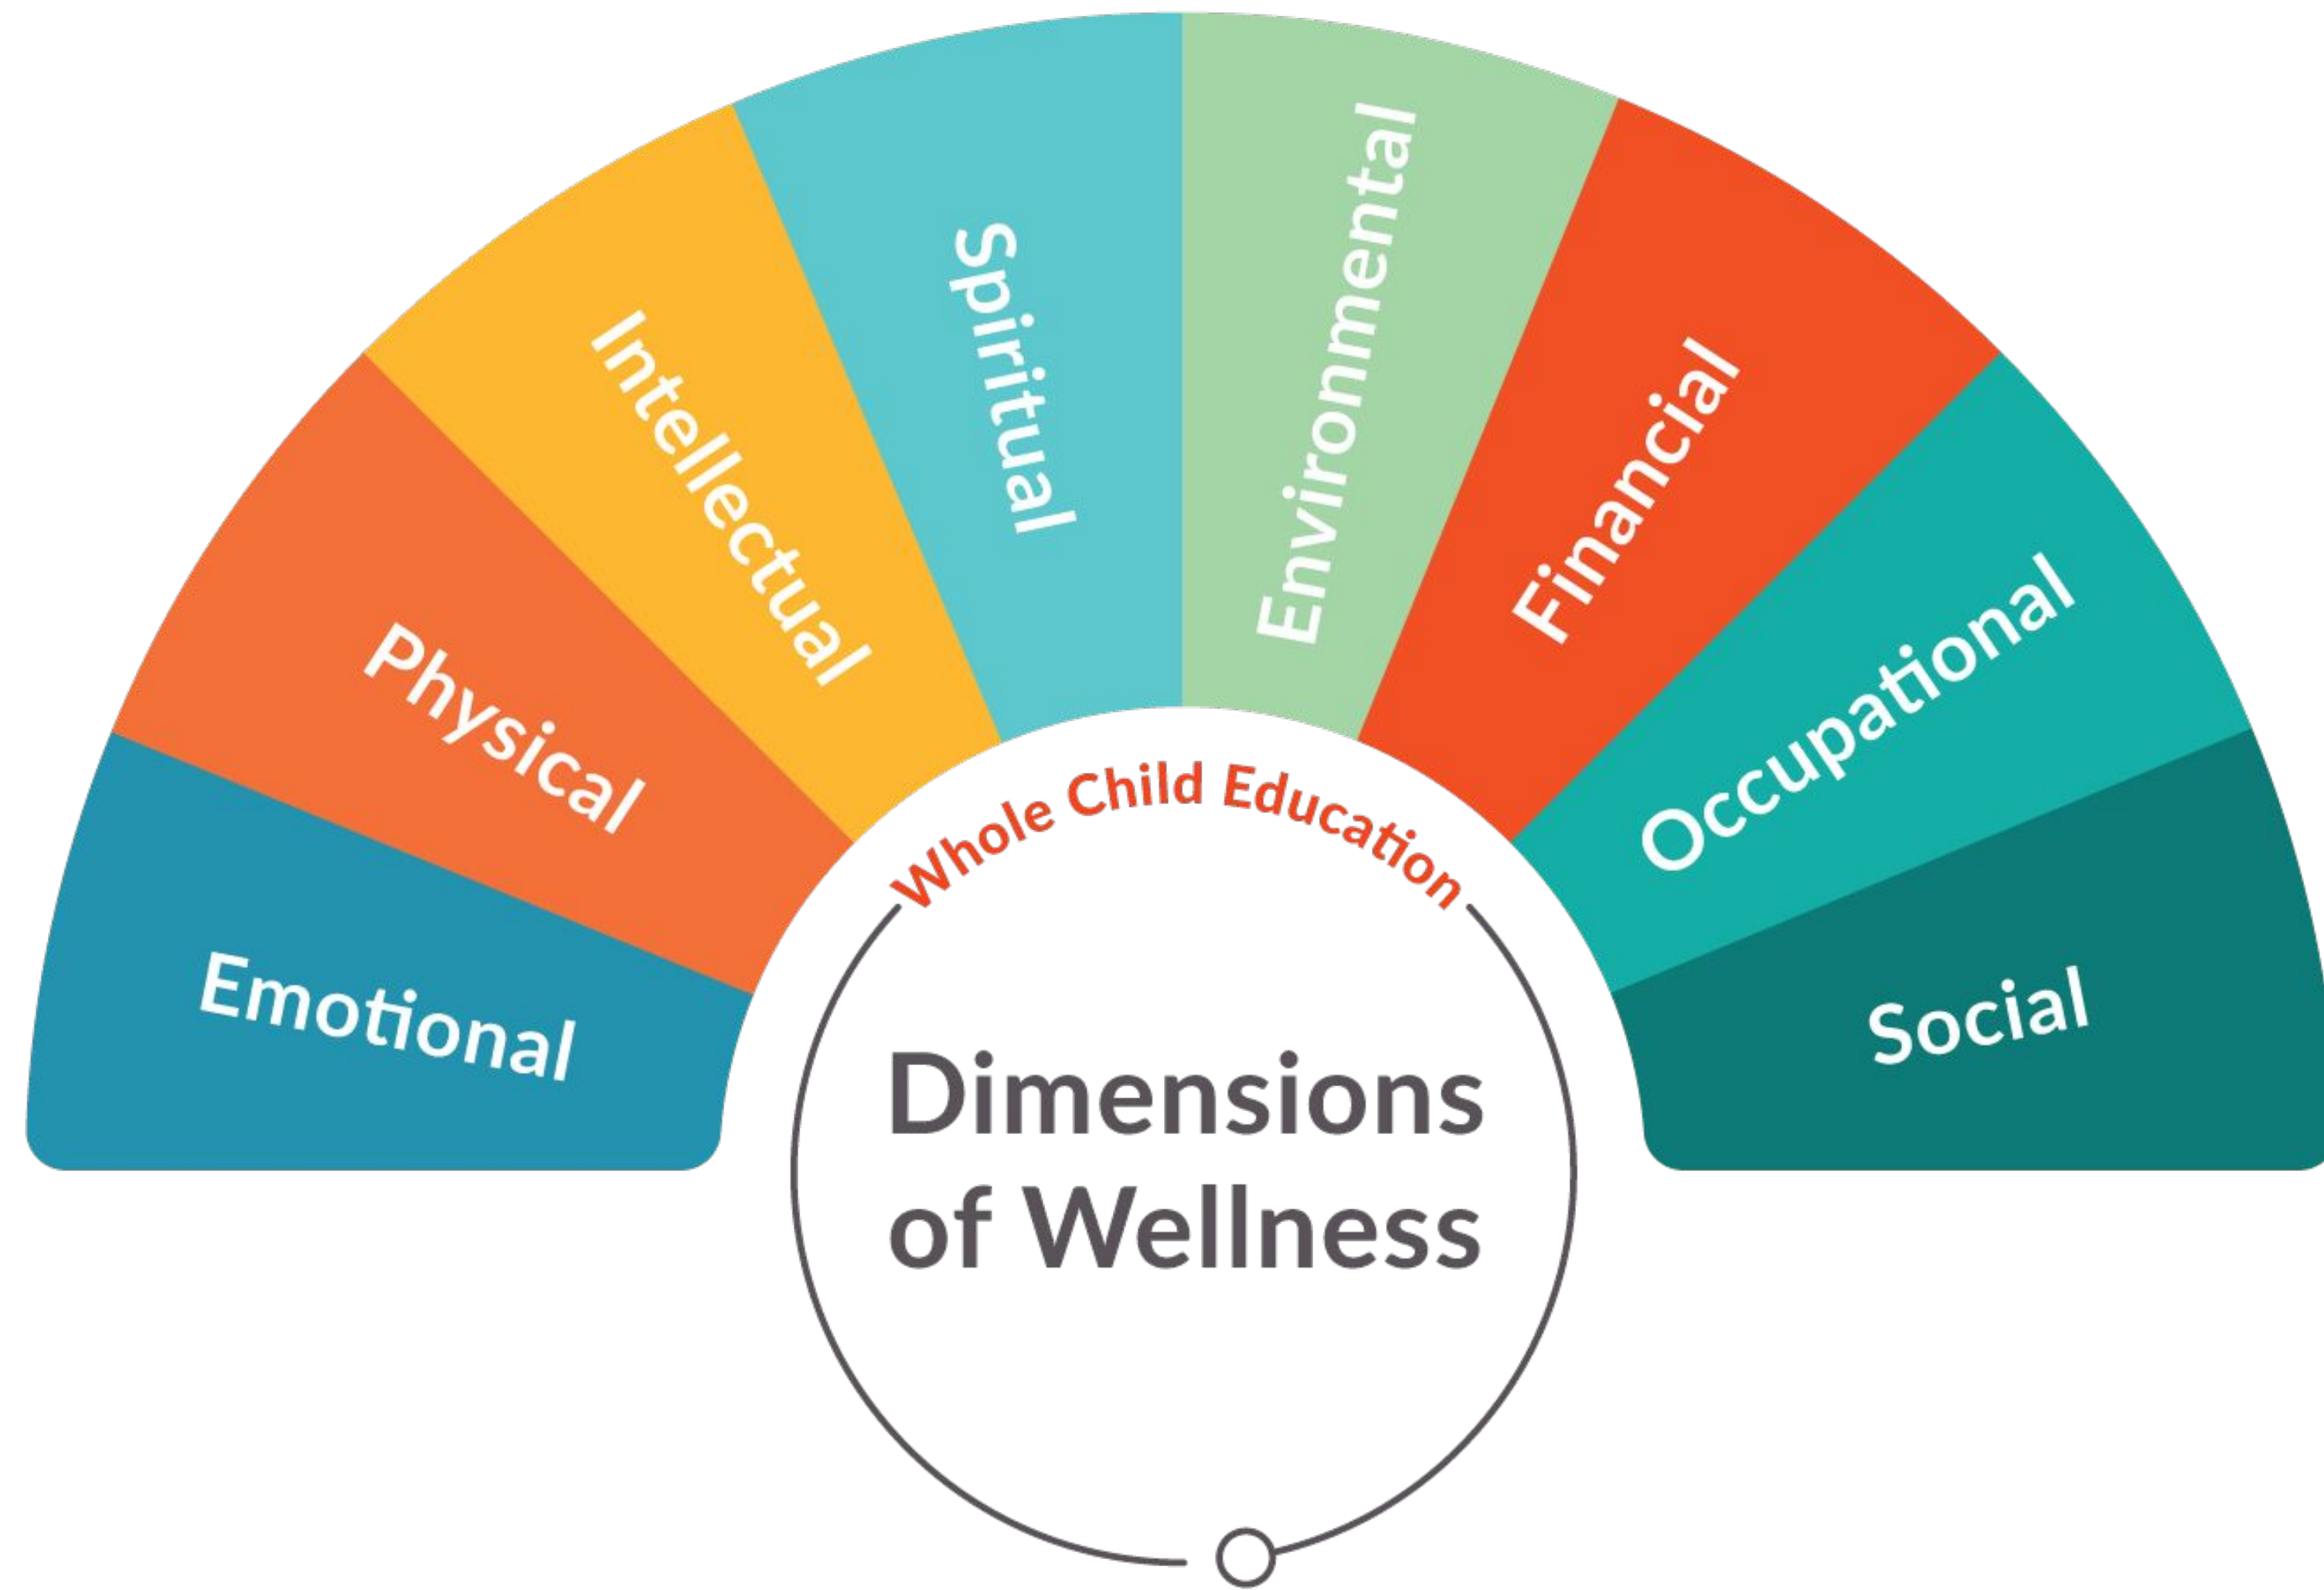 Emotional
Physical
Intellectual
Spiritual
Environmental
Financial
Occupational
Social
Whole Child Education
Dimensions
of Wellness